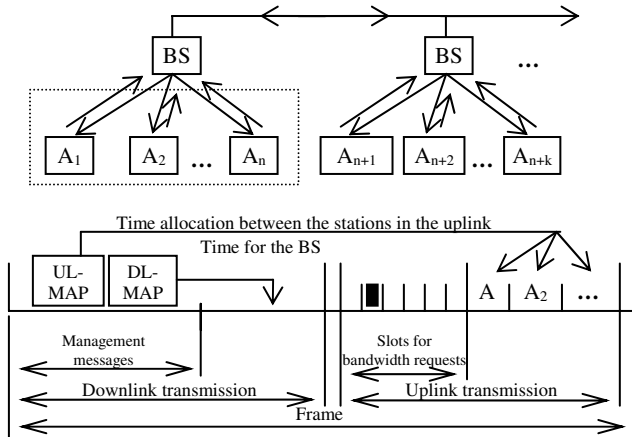 BS
BS
...
A1
A2
...
An
An+1
An+2
...
An+k
Time allocation between the stations in the uplink
Time for the BS
UL-
MAP
DL-
MAP
A
A2
...
Management
messages
Slots for
bandwidth requests
Downlink transmission
Uplink transmission
Frame